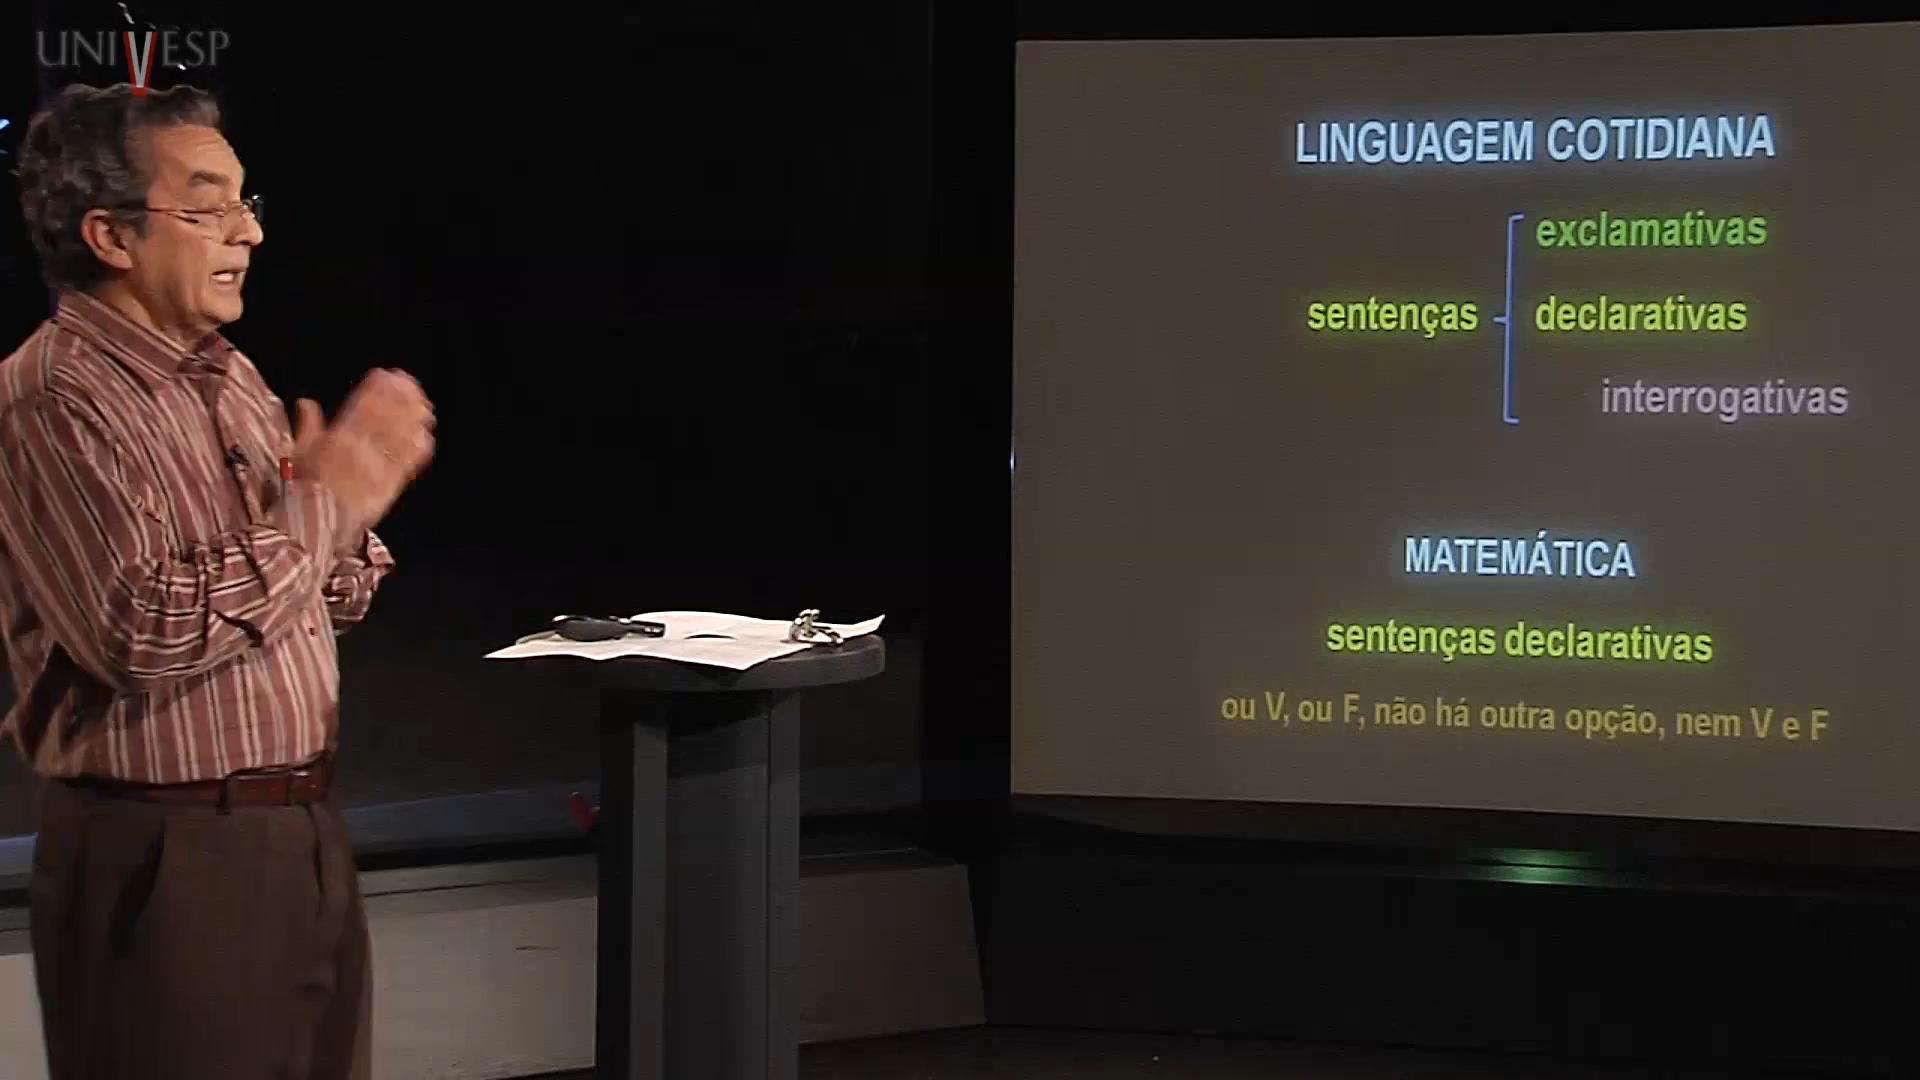 UNIVESP
LINGUAGEM COTIDIANA
exclamativas
sentenças declarativas
interrogativas
MATEMÁTICA
sentenças declarativas
ou V, ou F, não há outra opção, nem V e F